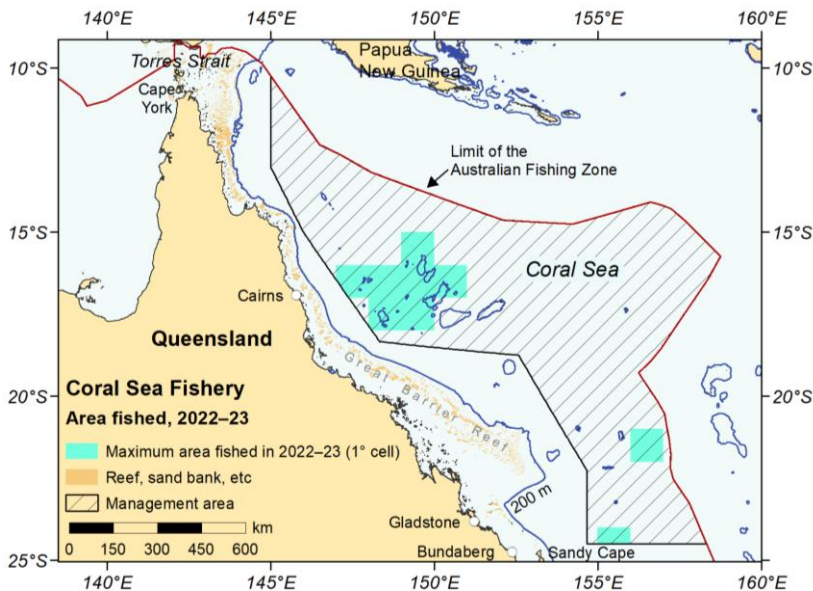 140°E
145°E
150°E
155°E
160°E
10°S
15°S
20°S
25°S
10°S
15°S
20°S
25°S
Torres Strait
Cape
York
Papua
New Guinea
Limit of the
Australian Fishing Zone
Coral Sea
Cairns
Queensland
Great Barrier Reef
200 m
Gladstone
Bundaberg
Sandy Cape
Coral Sea Fishery
Area fished, 2022–23
Maximum area fished in 2022–23 (1° cell)
Reef, sand bank, etc
Management area
km
0 150 300 450 600
140°E
145°E
150°E
155°E
160°E